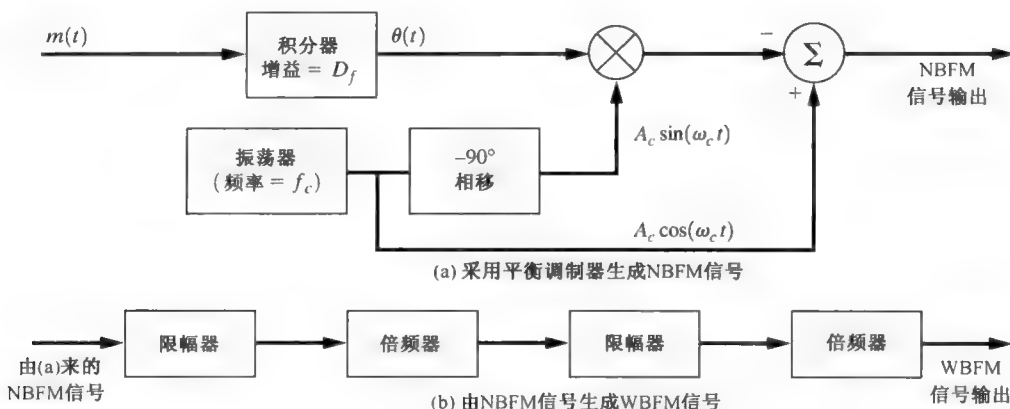 m(t)
积分器
增益 = D_f
θ(t)
−
Σ
NBFM
信号输出
+
振荡器
(频率 = f_c)
−90°
相移
A_c sin(ω_c t)
A_c cos(ω_c t)
(a) 采用平衡调制器生成NBFM信号
限幅器
倍频器
限幅器
倍频器
由(a)来的
NBFM信号
WBFM
信号输出
(b) 由NBFM信号生成WBFM信号